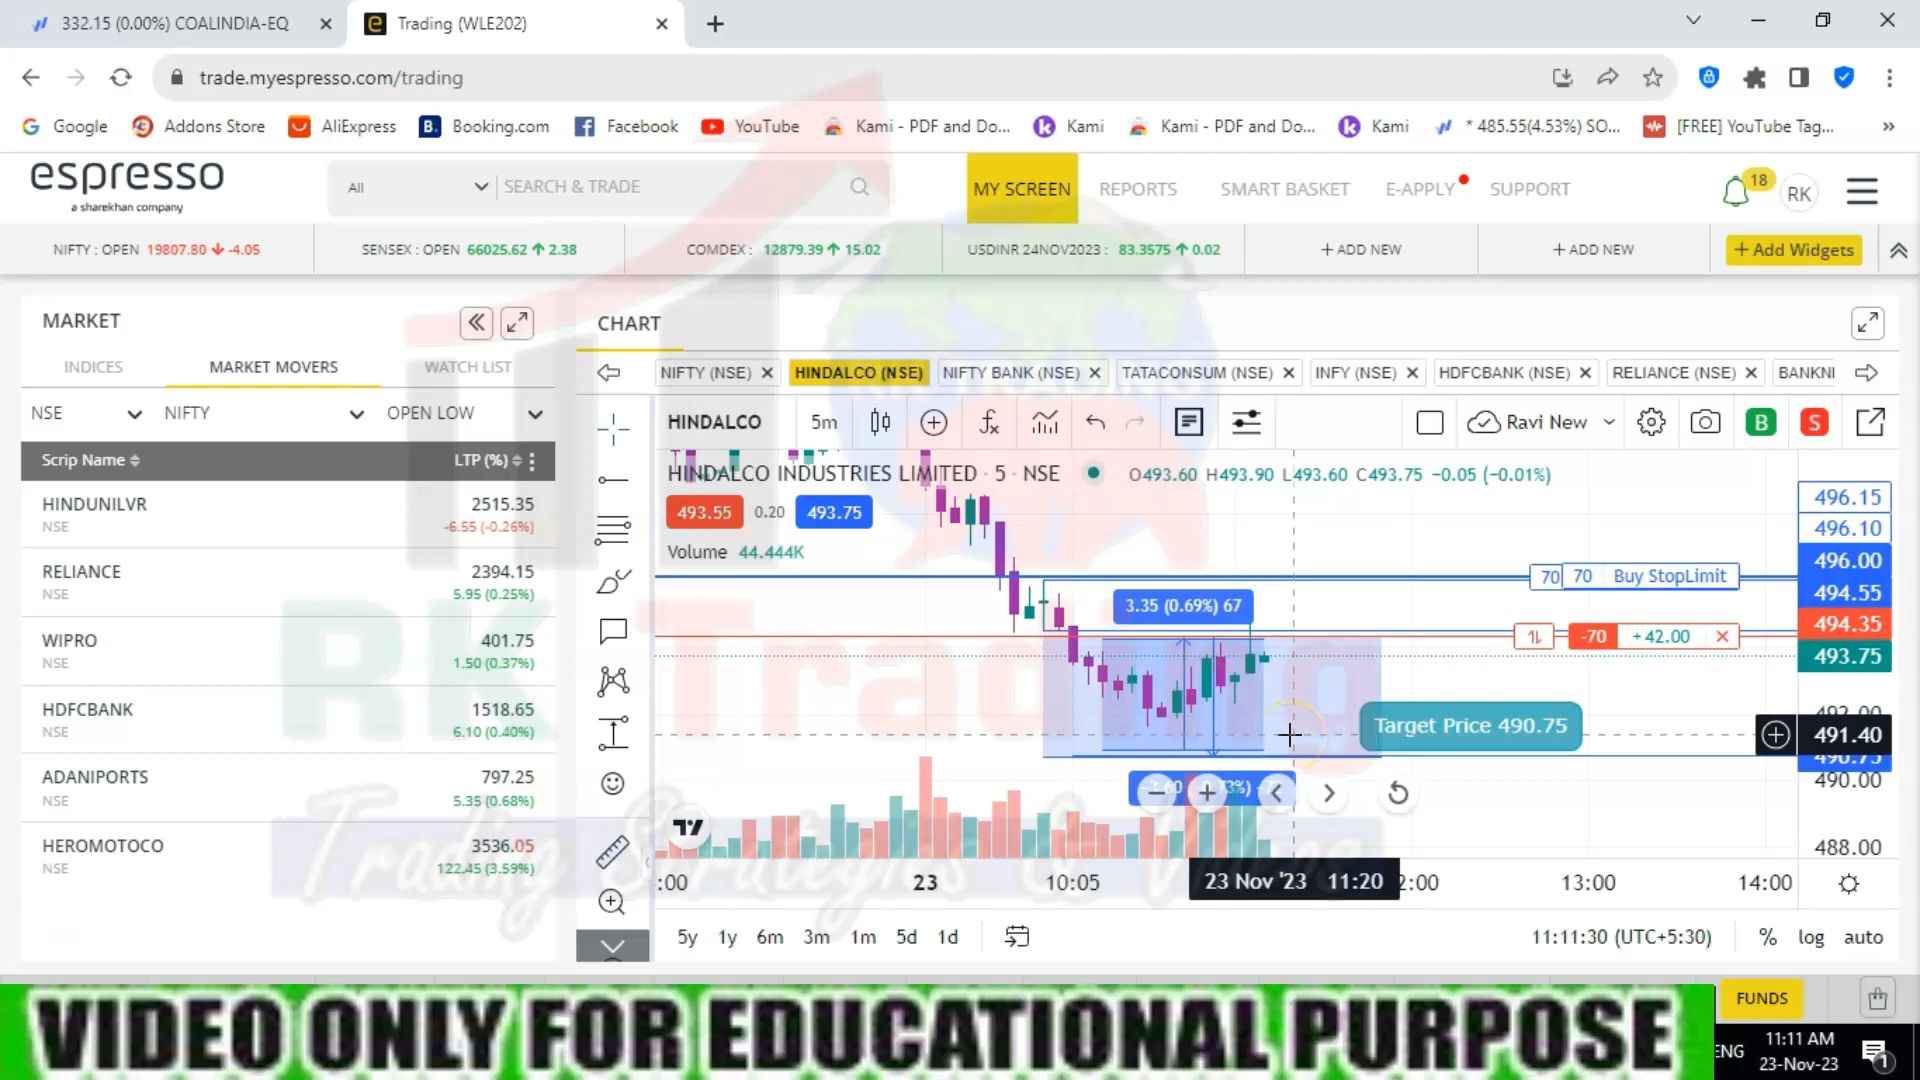 332.15 (0.00%) COALINDIA-EQ
Trading (WLE202)
trade.myespresso.com/trading
Google
Addons Store
AliExpress
Booking.com
Facebook
YouTube
Kami - PDF and Do...
Kami
Kami - PDF and Do...
Kami
* 485.55(4.53%) SO...
[FREE] YouTube Tag...
espresso
a sharekhan company
All
SEARCH & TRADE
MY SCREEN
REPORTS
SMART BASKET
E-APPLY
SUPPORT
18
RK
NIFTY : OPEN 19807.80 -4.05
SENSEX : OPEN 66025.62 2.38
COMDEX : 12879.39 15.02
USDINR 24NOV2023 : 83.3575 0.02
+ ADD NEW
+ ADD NEW
+ Add Widgets
MARKET
INDICES
MARKET MOVERS
WATCH LIST
NSE
NIFTY
OPEN LOW
Scrip Name
LTP (%)
HINDUNILVR 2515.35
NSE -6.55 (-0.26%)
RELIANCE 2394.15
NSE 5.95 (0.25%)
WIPRO 401.75
NSE 1.50 (0.37%)
HDFCBANK 1518.65
NSE 6.10 (0.40%)
ADANIPORTS 797.25
NSE 5.35 (0.68%)
HEROMOTOCO 3536.05
NSE 122.45 (3.59%)
CHART
NIFTY (NSE)
HINDALCO (NSE)
NIFTY BANK (NSE)
TATACONSUM (NSE)
INFY (NSE)
HDFCBANK (NSE)
RELIANCE (NSE)
BANKNI
HINDALCO
5m
Ravi New
B
S
HINDALCO INDUSTRIES LIMITED · 5 · NSE
O493.60 H493.90 L493.60 C493.75 −0.05 (−0.01%)
493.55
0.20
493.75
Volume 44.444K
496.15
496.10
496.00
494.55
494.35
493.75
492.00
491.40
490.75
490.00
488.00
70
70 Buy StopLimit
3.35 (0.69%) 67
-70
+42.00
Target Price 490.75
:00
23
10:05
23 Nov '23 11:20
2:00
13:00
14:00
5y
1y
6m
3m
1m
5d
1d
11:11:30 (UTC+5:30)
%
log
auto
RK Trading
Trading Strategies & More
VIDEO ONLY FOR EDUCATIONAL PURPOSE
FUNDS
ENG
11:11 AM
23-Nov-23
1